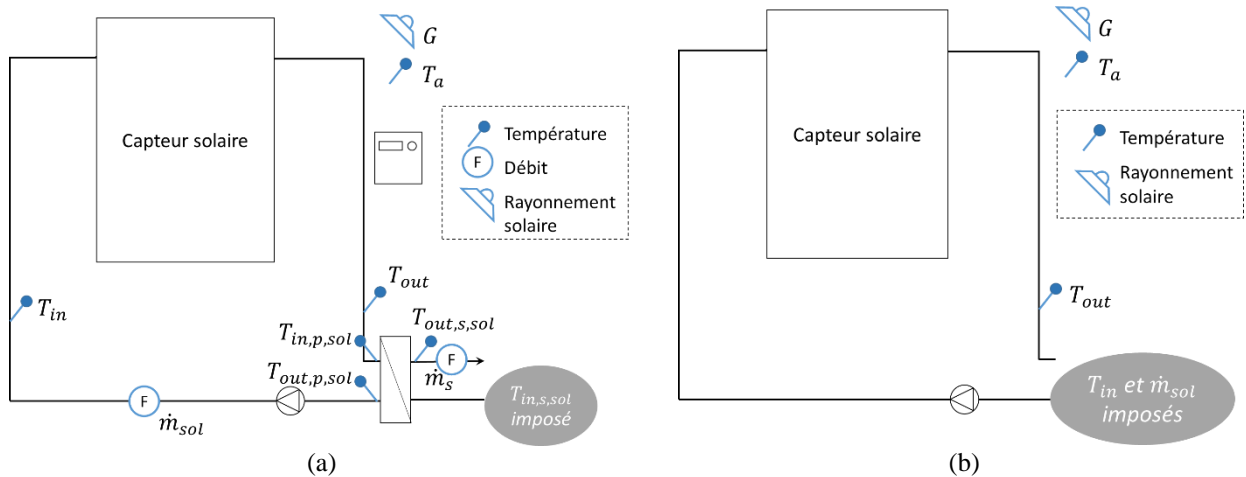 G
T_a
Capteur solaire
Température
F
Débit
Rayonnement
solaire
T_in
T_out
T_in,p,sol
T_out,s,sol
F
ṁ_s
T_out,p,sol
F
ṁ_sol
T_in,s,sol
imposé
(a)
G
T_a
Capteur solaire
Température
Rayonnement
solaire
T_out
T_in et ṁ_sol
imposés
(b)